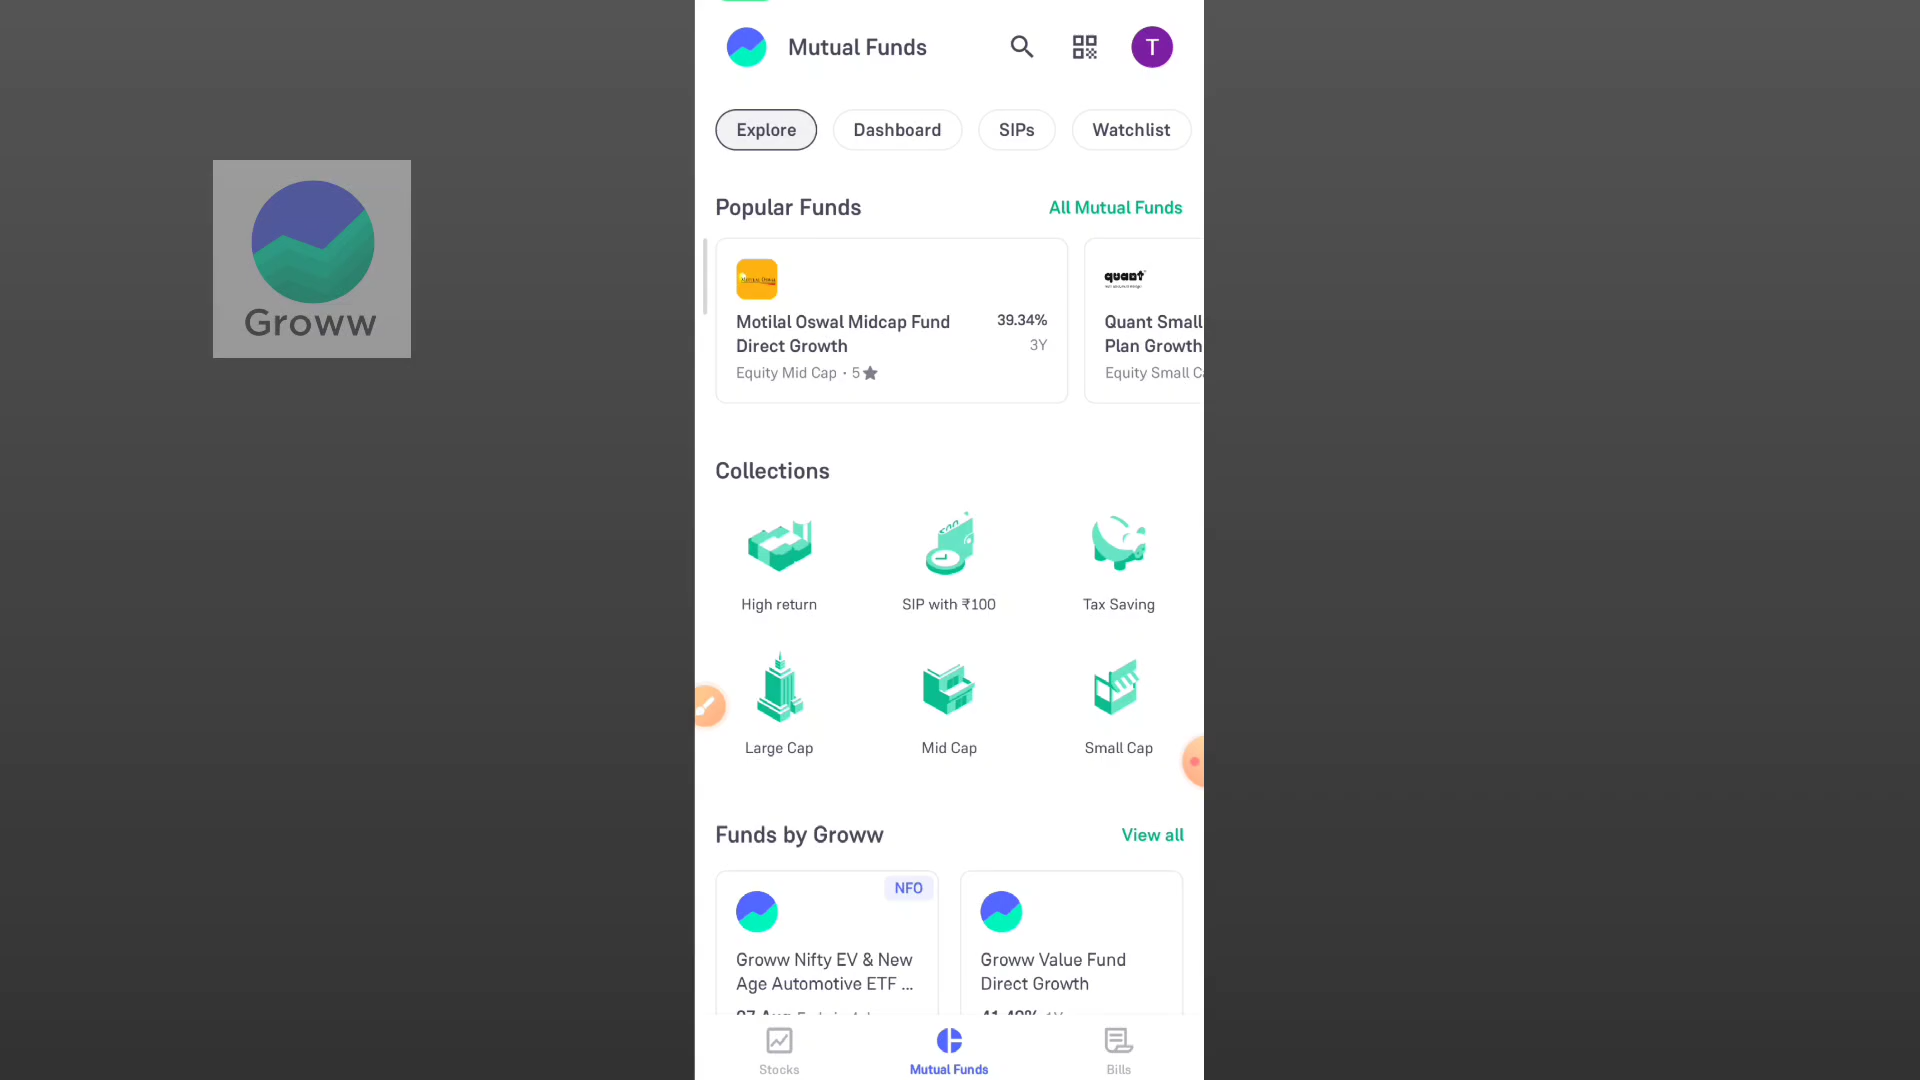 Mutual Funds
T
Explore
Dashboard
SIPs
Watchlist
Groww
Popular Funds
All Mutual Funds
Motilal Oswal Midcap Fund
Direct Growth
39.34%
3Y
Equity Mid Cap · 5★
quant
Quant Small
Plan Growth
Equity Small
Collections
High return
SIP with ₹100
Tax Saving
Large Cap
Mid Cap
Small Cap
Funds by Groww
View all
NFO
Groww Nifty EV & New
Age Automotive ETF ...
Groww Value Fund
Direct Growth
Stocks
Mutual Funds
Bills